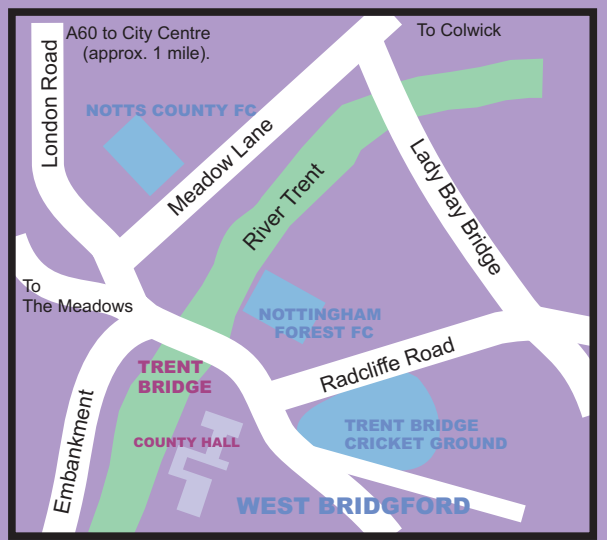 A60 to City Centre
(approx. 1 mile).
To Colwick
London Road
NOTTS COUNTY FC
Meadow Lane
River Trent
Lady Bay Bridge
To
The Meadows
NOTTINGHAM
FOREST FC
TRENT
BRIDGE
Radcliffe Road
Embankment
COUNTY HALL
TRENT BRIDGE
CRICKET GROUND
WEST BRIDGFORD